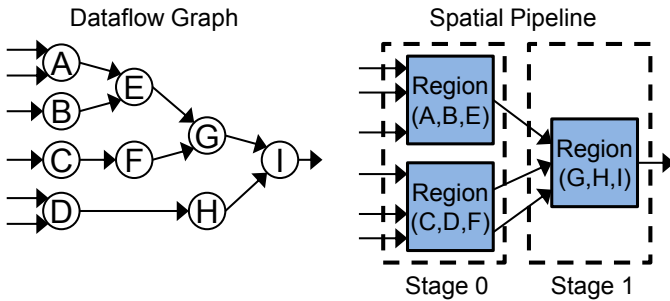 Dataflow Graph
A
B
C
D
E
F
G
H
I
Spatial Pipeline
Region
(A,B,E)
Region
(C,D,F)
Region
(G,H,I)
Stage 0
Stage 1